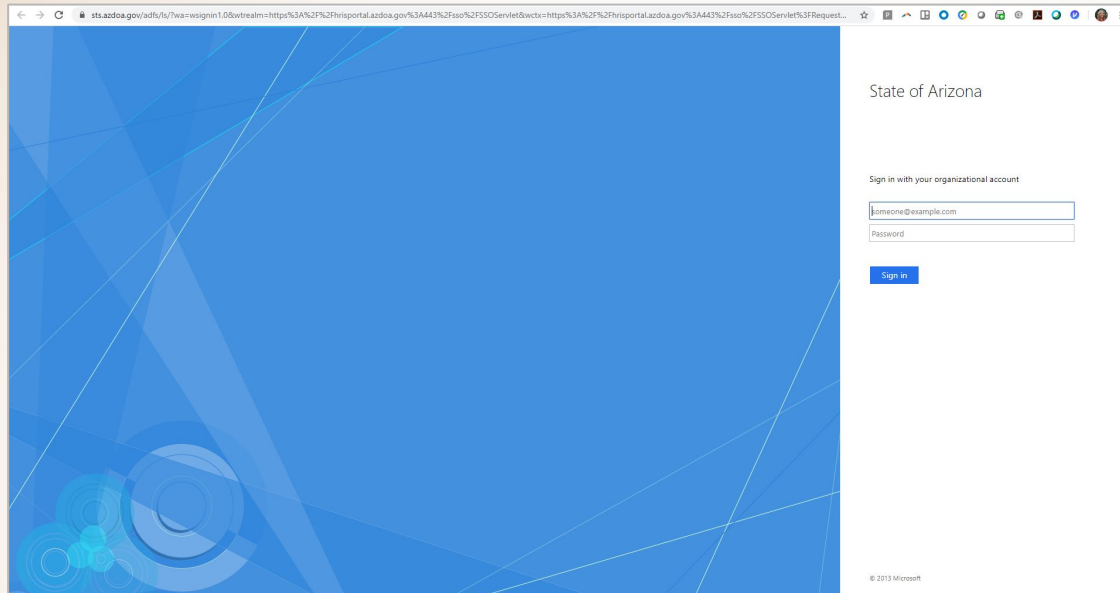 sts.azdoa.gov/adfs/ls/?wa=wsignin1.0&wtrealm=https%3A%2F%2Fhrisportal.azdoa.gov%3A443%2Fsso%2FSSOServlet&wctx=https%3A%2F%2Fhrisportal.azdoa.gov%3A443%2Fsso%2FSSOServlet%3FRequest...
State of Arizona
Sign in with your organizational account
someone@example.com
Password
Sign in
© 2013 Microsoft